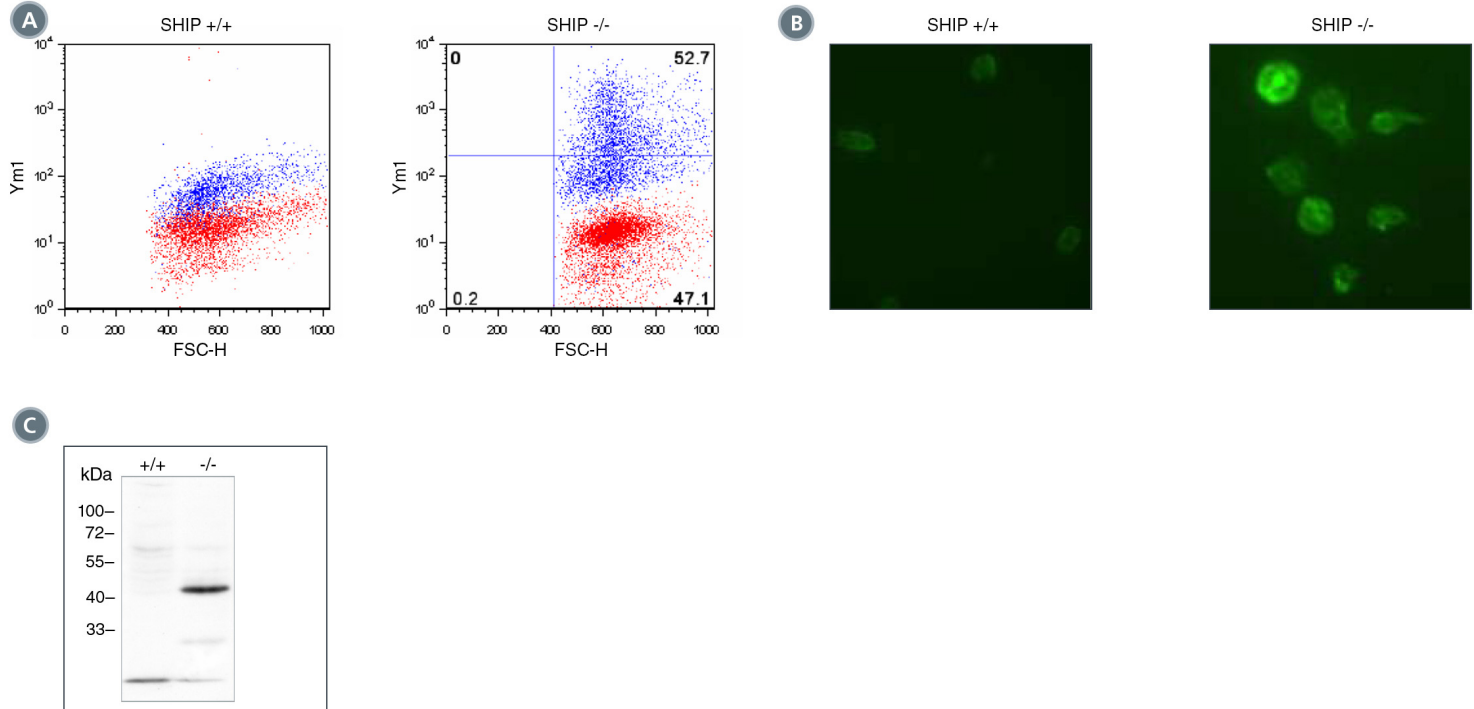 A
SHIP +/+
10⁴
10³
10²
10¹
10⁰
Ym1
0
200
400
600
800
1000
FSC-H
SHIP -/-
10⁴
10³
10²
10¹
10⁰
Ym1
0
52.7
0.2
47.1
0
200
400
600
800
1000
FSC-H
B
SHIP +/+
SHIP -/-
C
kDa
+/+
-/-
100–
72–
55–
40–
33–